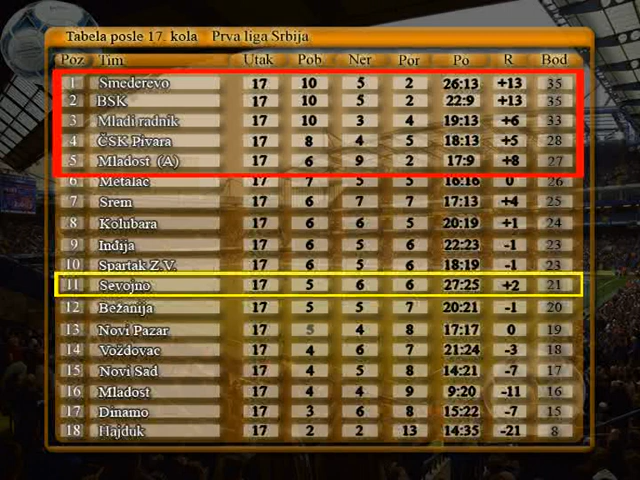 Tabela posle 17. kola Prva liga Srbija
Poz Tim Utak Pob Ner Por Po R Bod
1 Smederevo 17 10 5 2 26:13 +13 35
2 BSK 17 10 5 2 22:9 +13 35
3 Mladi radnik 17 10 3 4 19:13 +6 33
4 ČSK Pivara 17 8 4 5 18:13 +5 28
5 Mladost (A) 17 6 9 2 17:9 +8 27
6 Metalac 17 7 5 5 16:16 0 26
7 Srem 17 6 7 7 17:13 +4 25
8 Kolubara 17 6 6 5 20:19 +1 24
9 Inđija 17 6 5 6 22:23 -1 23
10 Spartak Z.V. 17 6 5 6 18:19 -1 23
11 Sevojno 17 5 6 6 27:25 +2 21
12 Bežanija 17 5 5 7 20:21 -1 20
13 Novi Pazar 17 5 4 8 17:17 0 19
14 Voždovac 17 4 6 7 21:24 -3 18
15 Novi Sad 17 4 5 8 14:21 -7 17
16 Mladost 17 4 4 9 9:20 -11 16
17 Dinamo 17 3 6 8 15:22 -7 15
18 Hajduk 17 2 2 13 14:35 -21 8